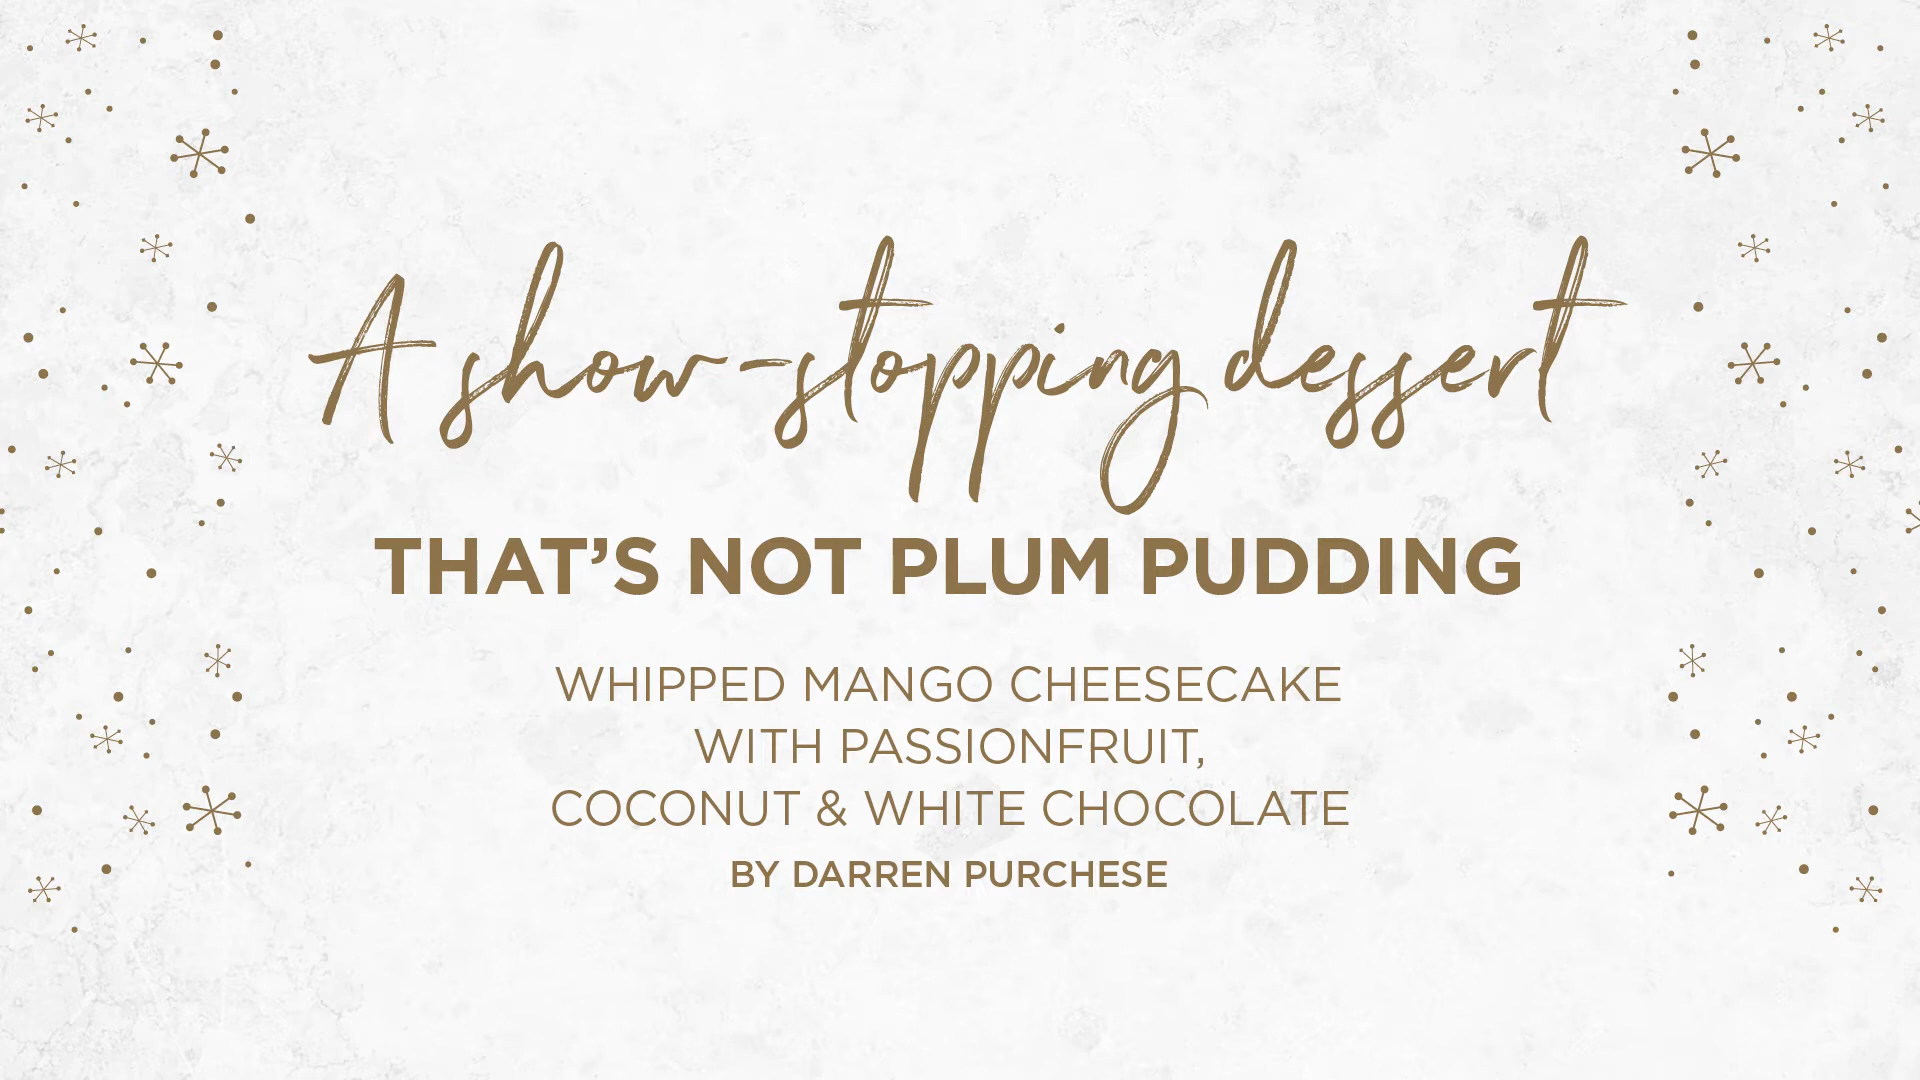 A show-stopping dessert
THAT’S NOT PLUM PUDDING
WHIPPED MANGO CHEESECAKE
WITH PASSIONFRUIT,
COCONUT & WHITE CHOCOLATE
BY DARREN PURCHESE